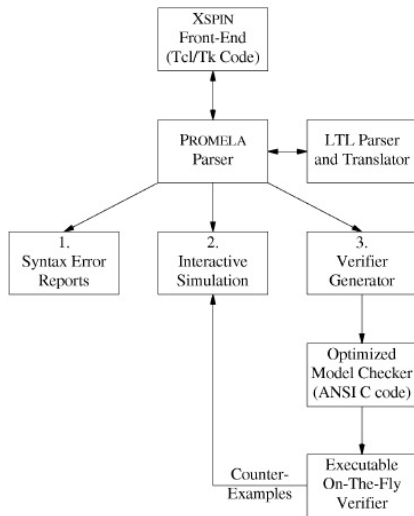 XSPIN
Front-End
(Tcl/Tk Code)
PROMELA
Parser
LTL Parser
and Translator
1.
Syntax Error
Reports
2.
Interactive
Simulation
3.
Verifier
Generator
Optimized
Model Checker
(ANSI C code)
Counter-
Examples
Executable
On-The-Fly
Verifier